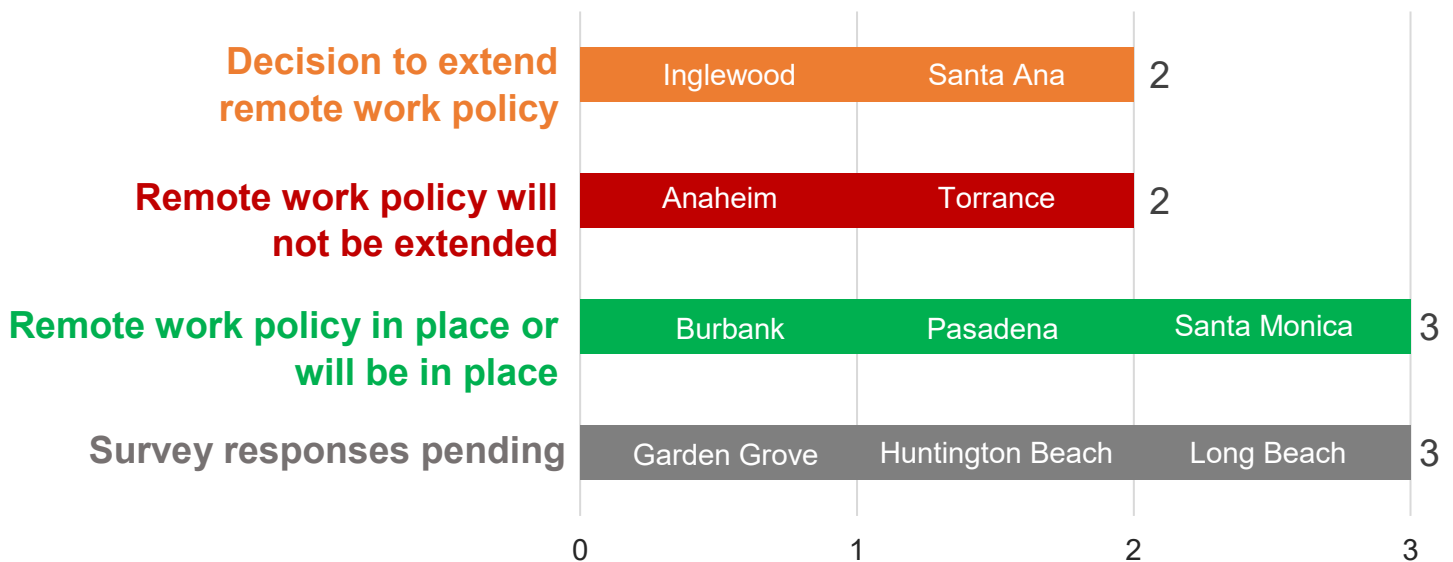 Decision to extend
remote work policy
Inglewood
Santa Ana
2
Remote work policy will
not be extended
Anaheim
Torrance
2
Remote work policy in place or
will be in place
Burbank
Pasadena
Santa Monica
3
Survey responses pending
Garden Grove
Huntington Beach
Long Beach
3
0
1
2
3